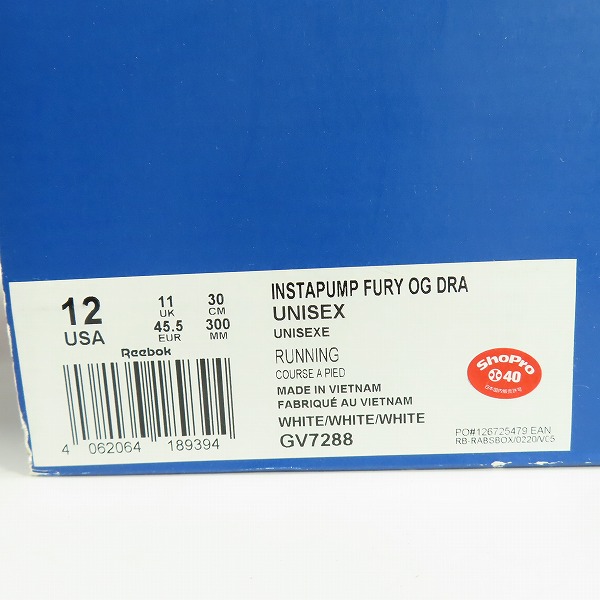 12
USA
11
UK
30
CM
45.5
EUR
300
MM
Reebok
4 062064 189394
INSTAPUMP FURY OG DRA
UNISEX
UNISEXE
RUNNING
COURSE A PIED
MADE IN VIETNAM
FABRIQUÉ AU VIETNAM
WHITE/WHITE/WHITE
GV7288
ShoPro
40
PO#126725479 EAN
RB-RABSBOX/0220/V05